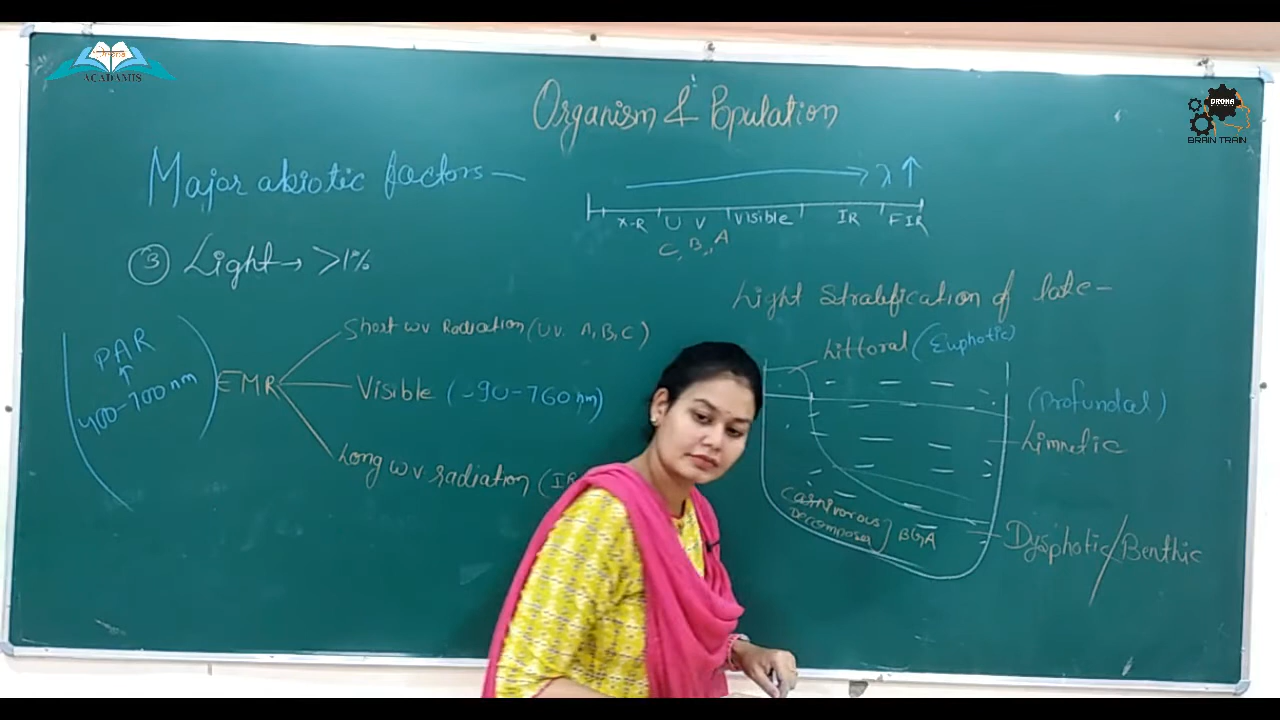 ACADAMIS
DRONA
BRAIN TRAIN
Organism & Population
Major abiotic factors —
λ ↑
X-R U V Visible IR FIR
C, B, A
③ Light → >1%
Light Stratification of lake —
PAR
↑
400-700 nm
EMR
Short wv Radiation (UV. A, B, C)
Visible ( 90-760 nm)
Long wv radiation (IR
Littoral (Euphotic)
(Profundal)
Limnetic
Carnivorous
Decomposer } BGA
Dysphotic/Benthic